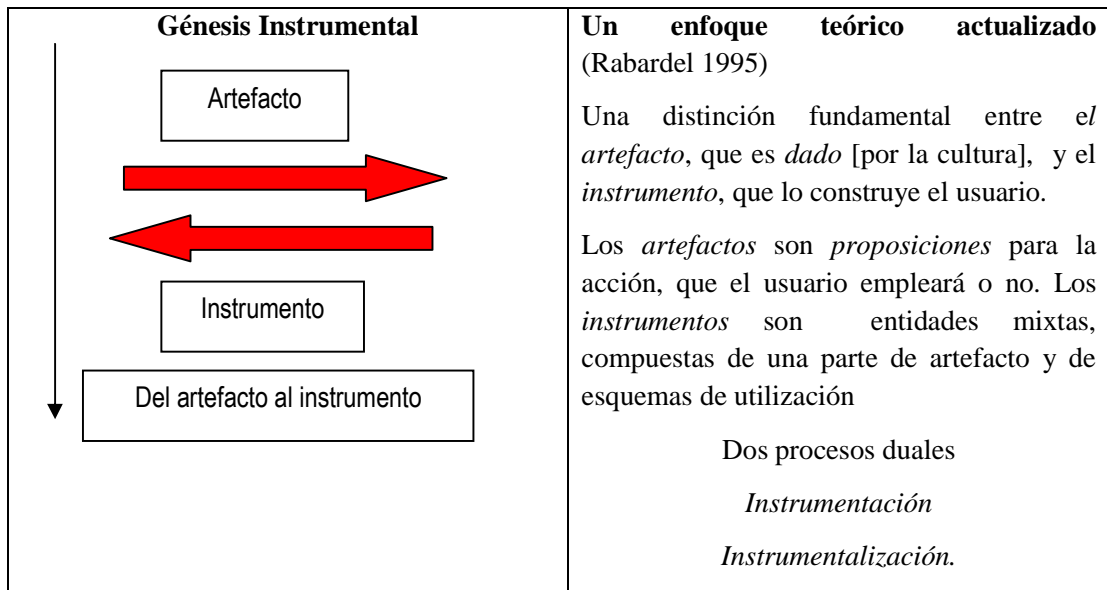 Génesis Instrumental
Artefacto
Instrumento
Del artefacto al instrumento
Un enfoque teórico actualizado
(Rabardel 1995)
Una distinción fundamental entre el
artefacto, que es dado [por la cultura], y el
instrumento, que lo construye el usuario.
Los artefactos son proposiciones para la
acción, que el usuario empleará o no. Los
instrumentos son entidades mixtas,
compuestas de una parte de artefacto y de
esquemas de utilización
Dos procesos duales
Instrumentación
Instrumentalización.